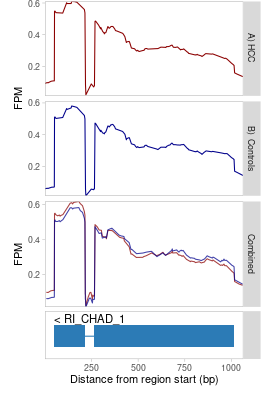 0.6
0.4
0.2
FPM
A) HCC
0.6
0.4
0.2
FPM
B): Controls
0.6
0.4
0.2
FPM
Combined
< RI_CHAD_1
250
500
750
1000
Distance from region start (bp)